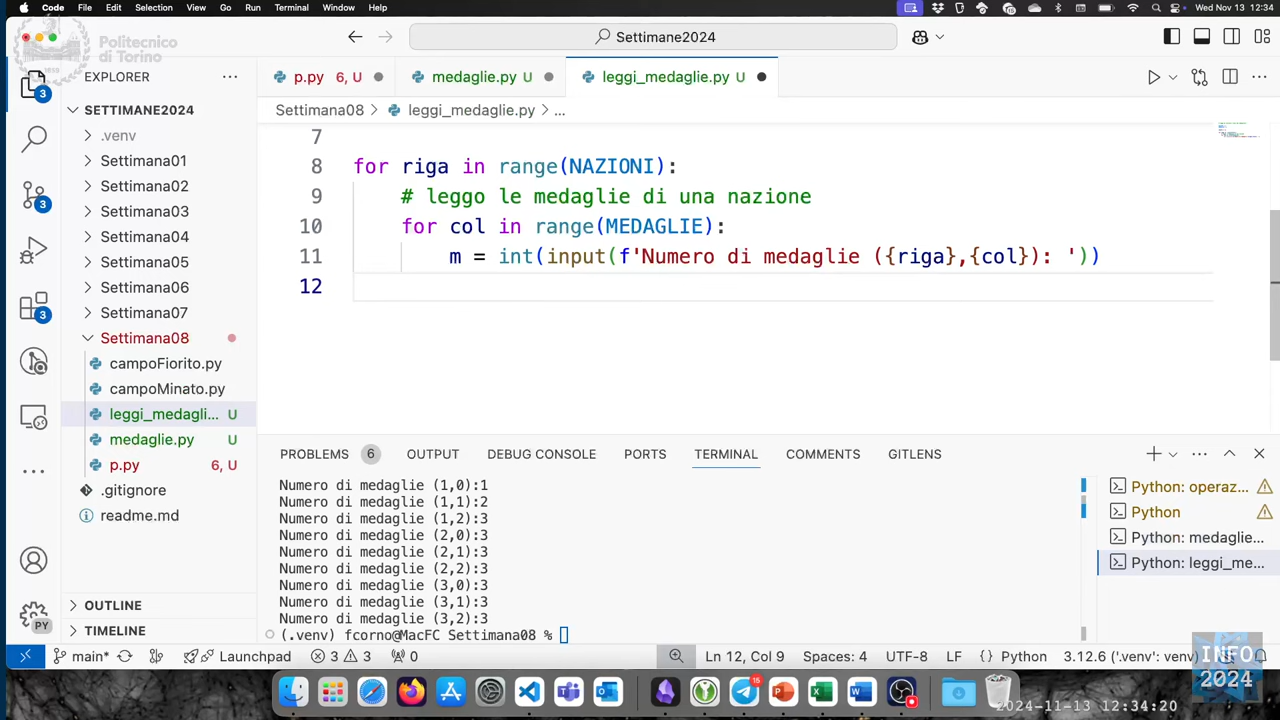 Code File Edit Selection View Go Run Terminal Window Help Wed Nov 13 12:34
Politecnico
di Torino
Settimane2024
EXPLORER
p.py 6, U
medaglie.py U
leggi_medaglie.py U
SETTIMANE2024
Settimana08 > leggi_medaglie.py > ...
.venv
Settimana01
Settimana02
Settimana03
Settimana04
Settimana05
Settimana06
Settimana07
Settimana08
campoFiorito.py
campoMinato.py
leggi_medagli... U
medaglie.py U
p.py 6, U
.gitignore
readme.md
OUTLINE
TIMELINE
3
3
3
PY
7
8 for riga in range(NAZIONI):
9 # leggo le medaglie di una nazione
10 for col in range(MEDAGLIE):
11 m = int(input(f'Numero di medaglie ({riga},{col}): '))
12
PROBLEMS 6 OUTPUT DEBUG CONSOLE PORTS TERMINAL COMMENTS GITLENS
Numero di medaglie (1,0):1
Numero di medaglie (1,1):2
Numero di medaglie (1,2):3
Numero di medaglie (2,0):3
Numero di medaglie (2,1):3
Numero di medaglie (2,2):3
Numero di medaglie (3,0):3
Numero di medaglie (3,1):3
Numero di medaglie (3,2):3
(.venv) fcorno@MacFC Settimana08 %
Python: operaz...
Python
Python: medaglie...
Python: leggi_me...
main* Launchpad 3 3 0 Ln 12, Col 9 Spaces: 4 UTF-8 LF { } Python 3.12.6 ('.venv': venv)
INFO
2024
15
2024-11-13 12:34:20